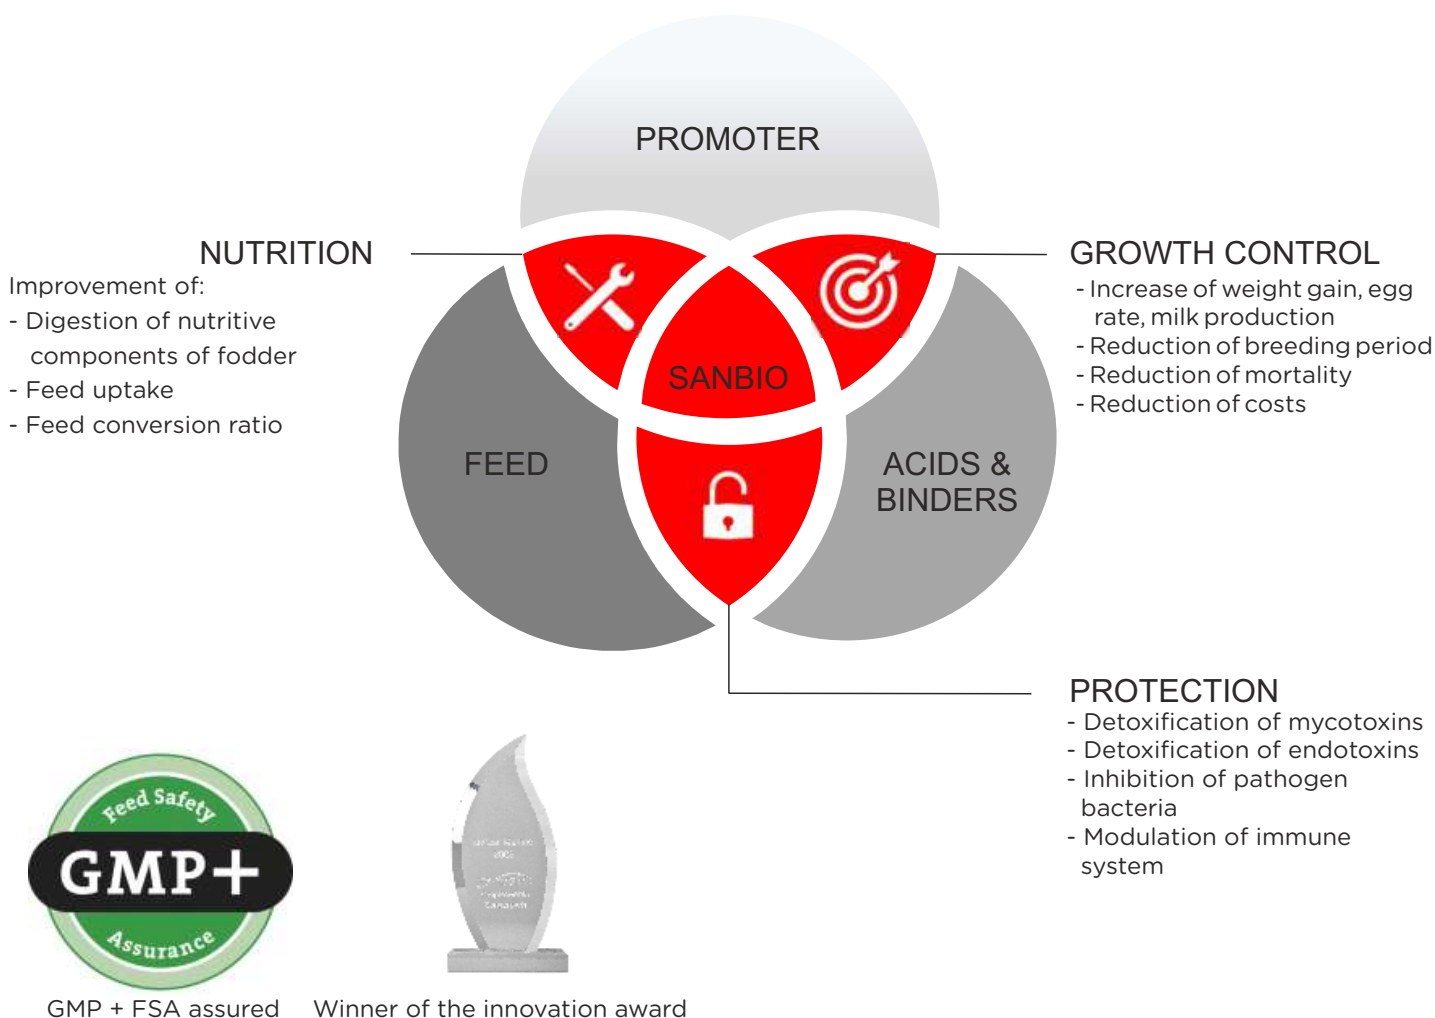 PROMOTER
NUTRITION
Improvement of:
- Digestion of nutritive
components of fodder
- Feed uptake
- Feed conversion ratio
GROWTH CONTROL
- Increase of weight gain, egg
rate, milk production
- Reduction of breeding period
- Reduction of mortality
- Reduction of costs
SANBIO
FEED
ACIDS &
BINDERS
PROTECTION
- Detoxification of mycotoxins
- Detoxification of endotoxins
- Inhibition of pathogen
bacteria
- Modulation of immune
system
Feed Safety
GMP+
Assurance
GMP + FSA assured
Winner of the innovation award